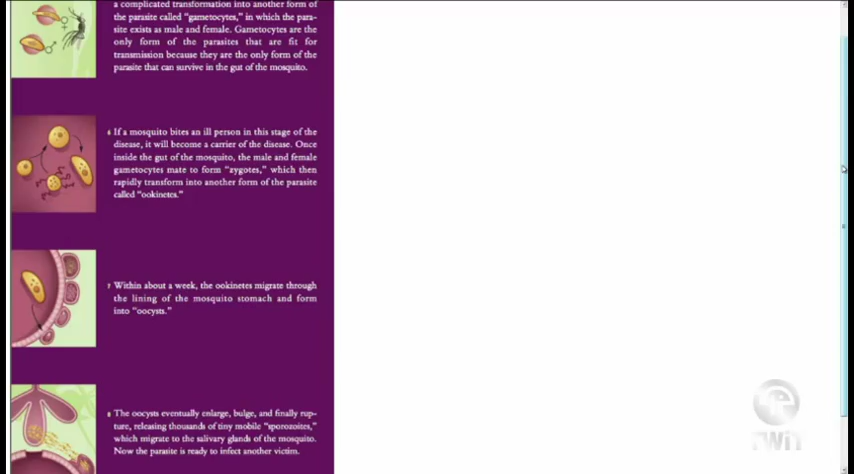 a complicated transformation into another form of
the parasite called "gametocytes," in which the para-
site exists as male and female. Gametocytes are the
only form of the parasites that are fit for
transmission because they are the only form of the
parasite that can survive in the gut of the mosquito.
6 If a mosquito bites an ill person in this stage of the
disease, it will become a carrier of the disease. Once
inside the gut of the mosquito, the male and female
gametocytes mate to form "zygotes," which then
rapidly transform into another form of the parasite
called "ookinetes."
7 Within about a week, the ookinetes migrate through
the lining of the mosquito stomach and form
into "oocysts."
8 The oocysts eventually enlarge, bulge, and finally rup-
ture, releasing thousands of tiny mobile "sporozoites,"
which migrate to the salivary glands of the mosquito.
Now the parasite is ready to infect another victim.
TWiT